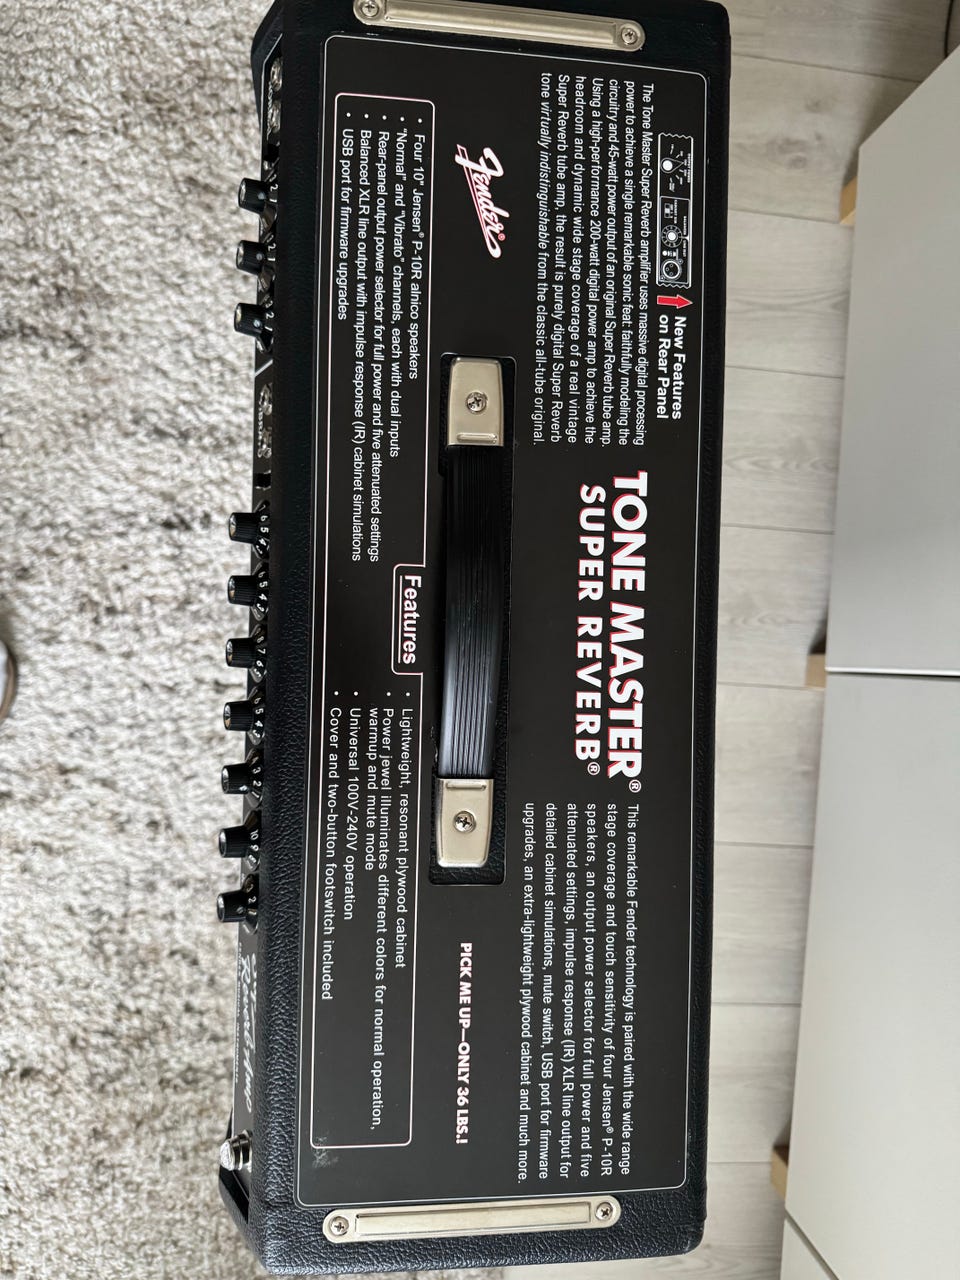 New Features
on Rear Panel
The Tone Master Super Reverb amplifier uses massive digital processing
power to achieve a single remarkable sonic feat: faithfully modeling the
circuitry and 45-watt power output of an original Super Reverb tube amp.
Using a high-performance 200-watt digital power amp to achieve the
headroom and dynamic wide stage coverage of a real vintage
Super Reverb tube amp, the result is purely digital Super Reverb
tone virtually indistinguishable from the classic all-tube original.
TONE MASTER®
SUPER REVERB®
This remarkable Fender technology is paired with the wide range
stage coverage and touch sensitivity of four Jensen® P-10R
speakers, an output power selector for full power and five
attenuated settings, impulse response (IR) XLR line output for
detailed cabinet simulations, mute switch, USB port for firmware
upgrades, an extra-lightweight plywood cabinet and much more.
Fender®
PICK ME UP—ONLY 36 LBS.!
Features
• Four 10" Jensen® P-10R alnico speakers
• "Normal" and "Vibrato" channels, each with dual inputs
• Rear-panel output power selector for full power and five attenuated settings
• Balanced XLR line output with impulse response (IR) cabinet simulations
• USB port for firmware upgrades
• Lightweight, resonant plywood cabinet
• Power jewel illuminates different colors for normal operation,
warmup and mute mode
• Universal 100V-240V operation
• Cover and two-button footswitch included
Reverb-Amp